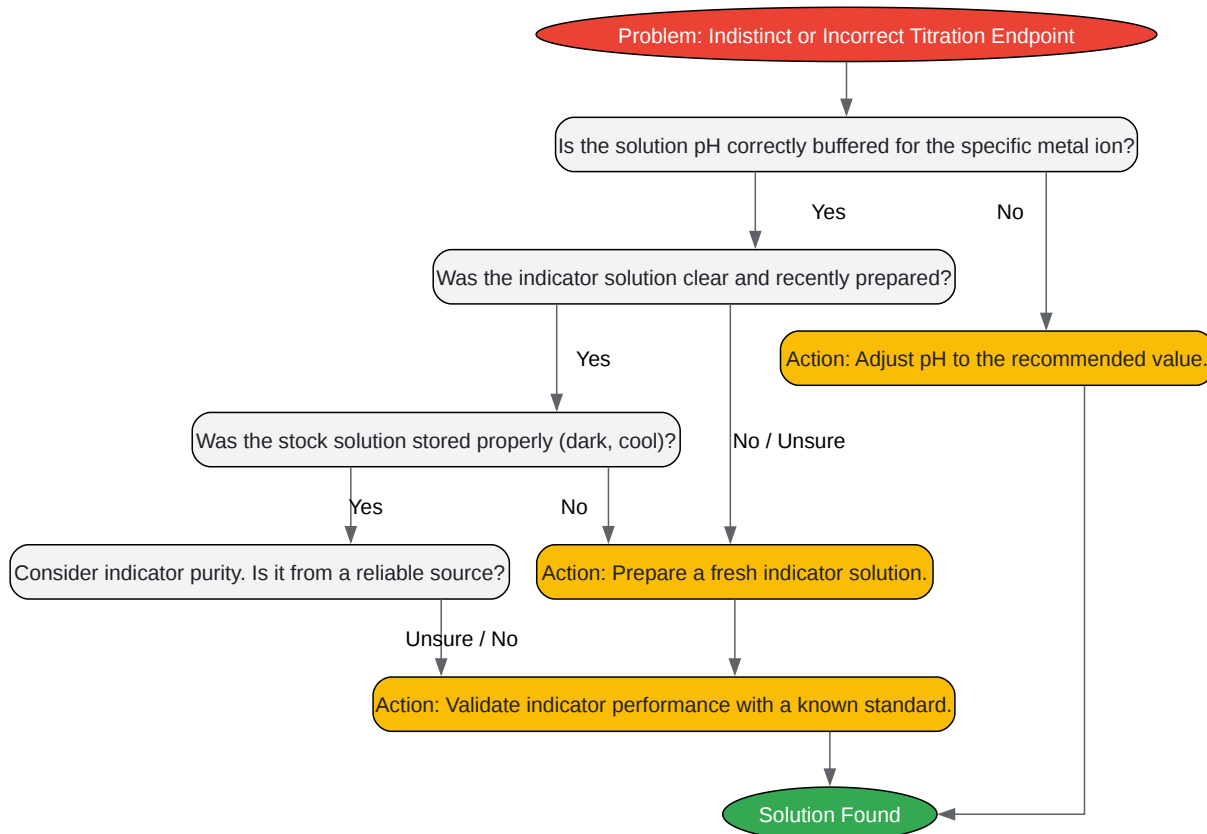 Problem: Indistinct or Incorrect Titration Endpoint
Is the solution pH correctly buffered for the specific metal ion?
Yes
No
Was the indicator solution clear and recently prepared?
Action: Adjust pH to the recommended value.
Yes
Was the stock solution stored properly (dark, cool)?
No / Unsure
Yes
No
Consider indicator purity. Is it from a reliable source?
Action: Prepare a fresh indicator solution.
Unsure / No
Action: Validate indicator performance with a known standard.
Solution Found